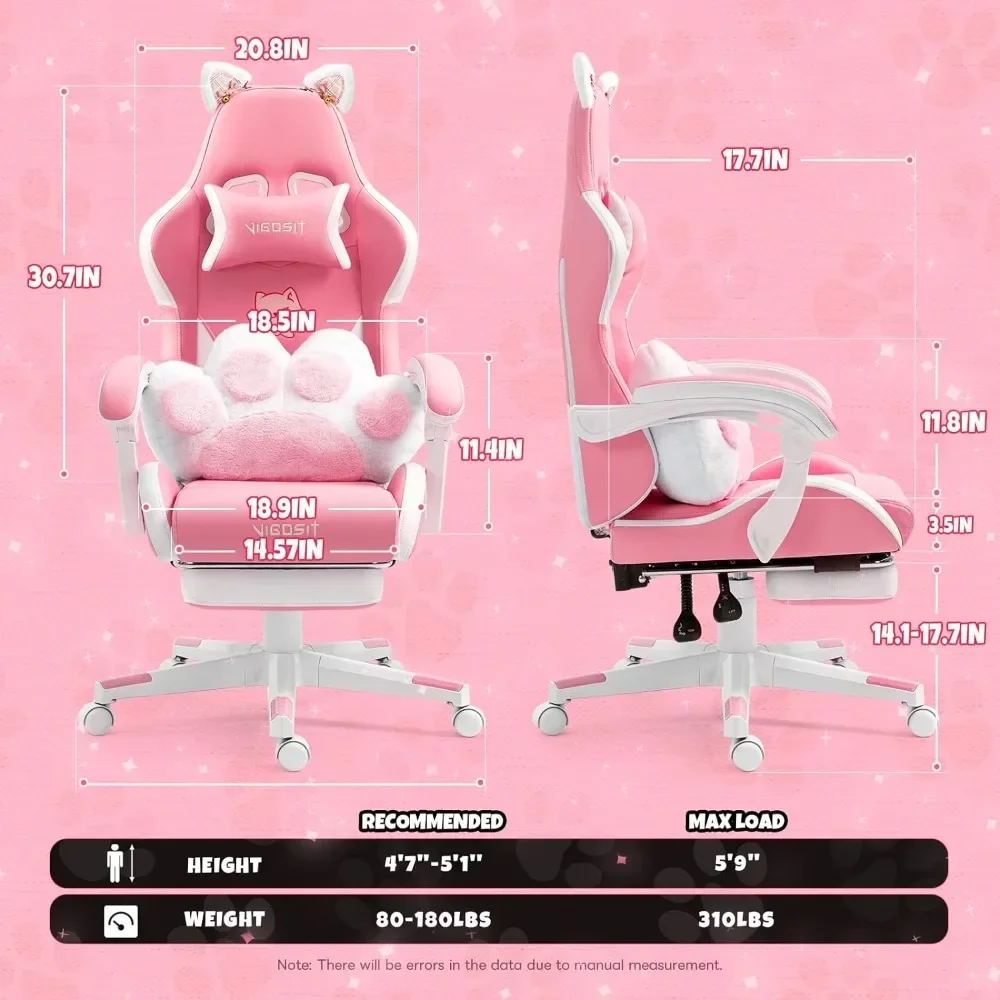 20.8IN
17.7IN
VIGOSIT
30.7IN
18.5IN
11.4IN
11.8IN
18.9IN
VIGOSIT
14.57IN
3.5IN
14.1-17.7IN
RECOMMENDED MAX LOAD
HEIGHT 4'7"-5'1" 5'9"
WEIGHT 80-180LBS 310LBS
Note: There will be errors in the data due to manual measurement.